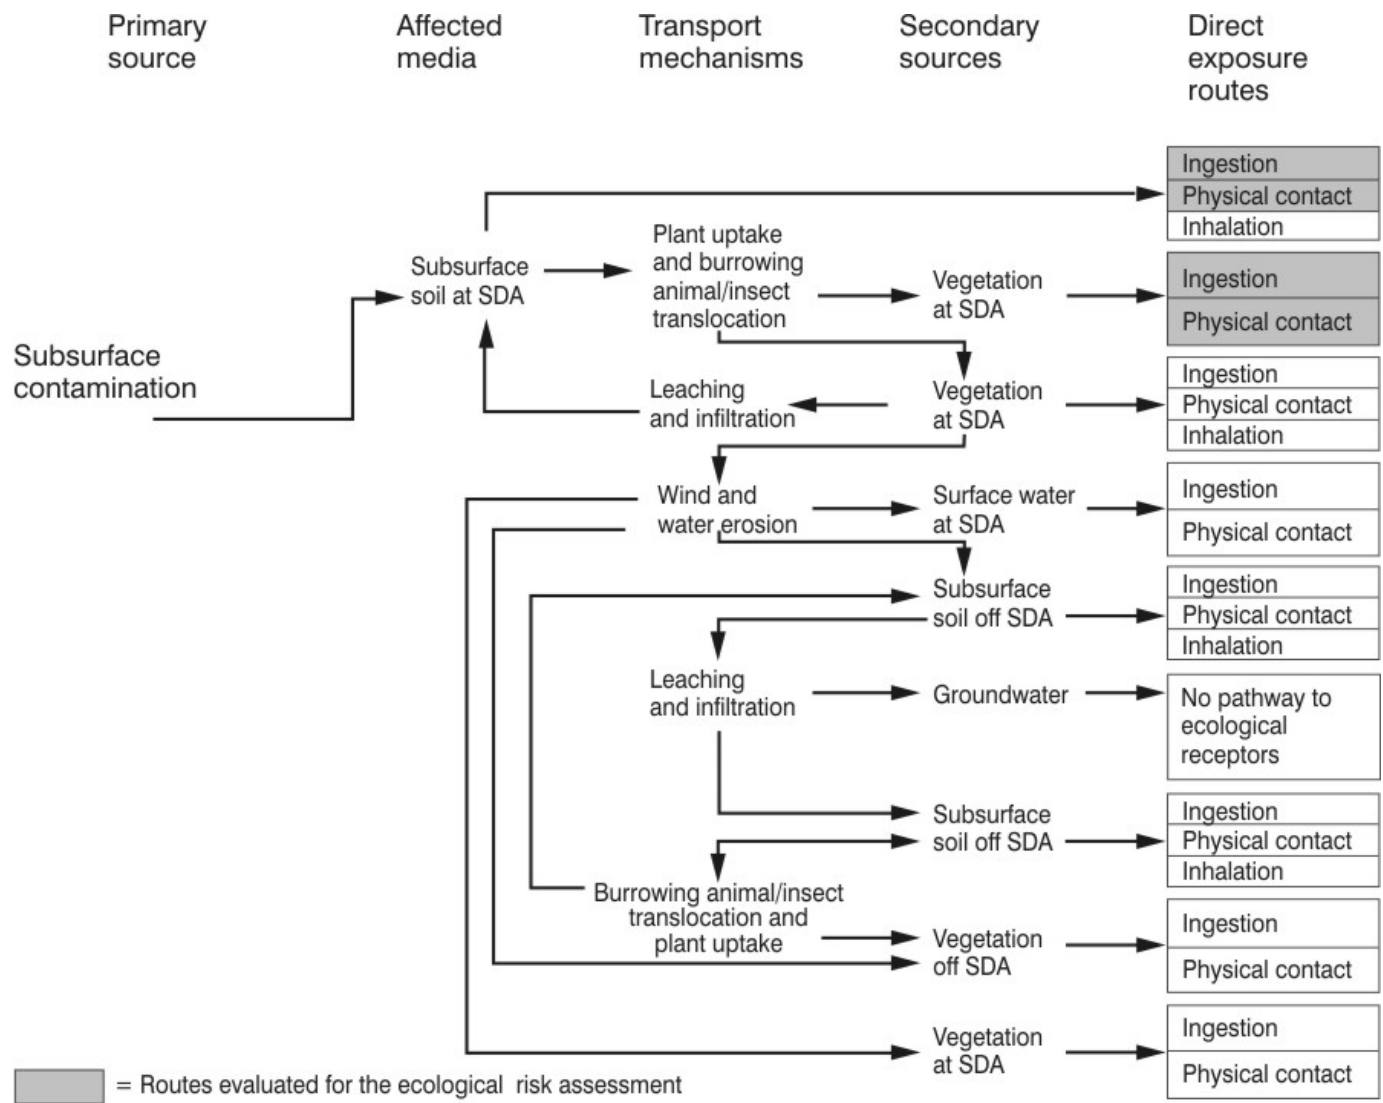 Primary
source
Affected
media
Transport
mechanisms
Secondary
sources
Direct
exposure
routes
Ingestion
Physical contact
Inhalation
Plant uptake
and burrowing
animal/insect
translocation
Subsurface
soil at SDA
Vegetation
at SDA
Ingestion
Physical contact
Subsurface
contamination
Leaching
and infiltration
Vegetation
at SDA
Ingestion
Physical contact
Inhalation
Wind and
water erosion
Surface water
at SDA
Ingestion
Physical contact
Subsurface
soil off SDA
Ingestion
Physical contact
Inhalation
Leaching
and infiltration
Groundwater
No pathway to
ecological
receptors
Subsurface
soil off SDA
Ingestion
Physical contact
Inhalation
Burrowing animal/insect
translocation and
plant uptake
Vegetation
off SDA
Ingestion
Physical contact
Vegetation
at SDA
Ingestion
Physical contact
= Routes evaluated for the ecological risk assessment